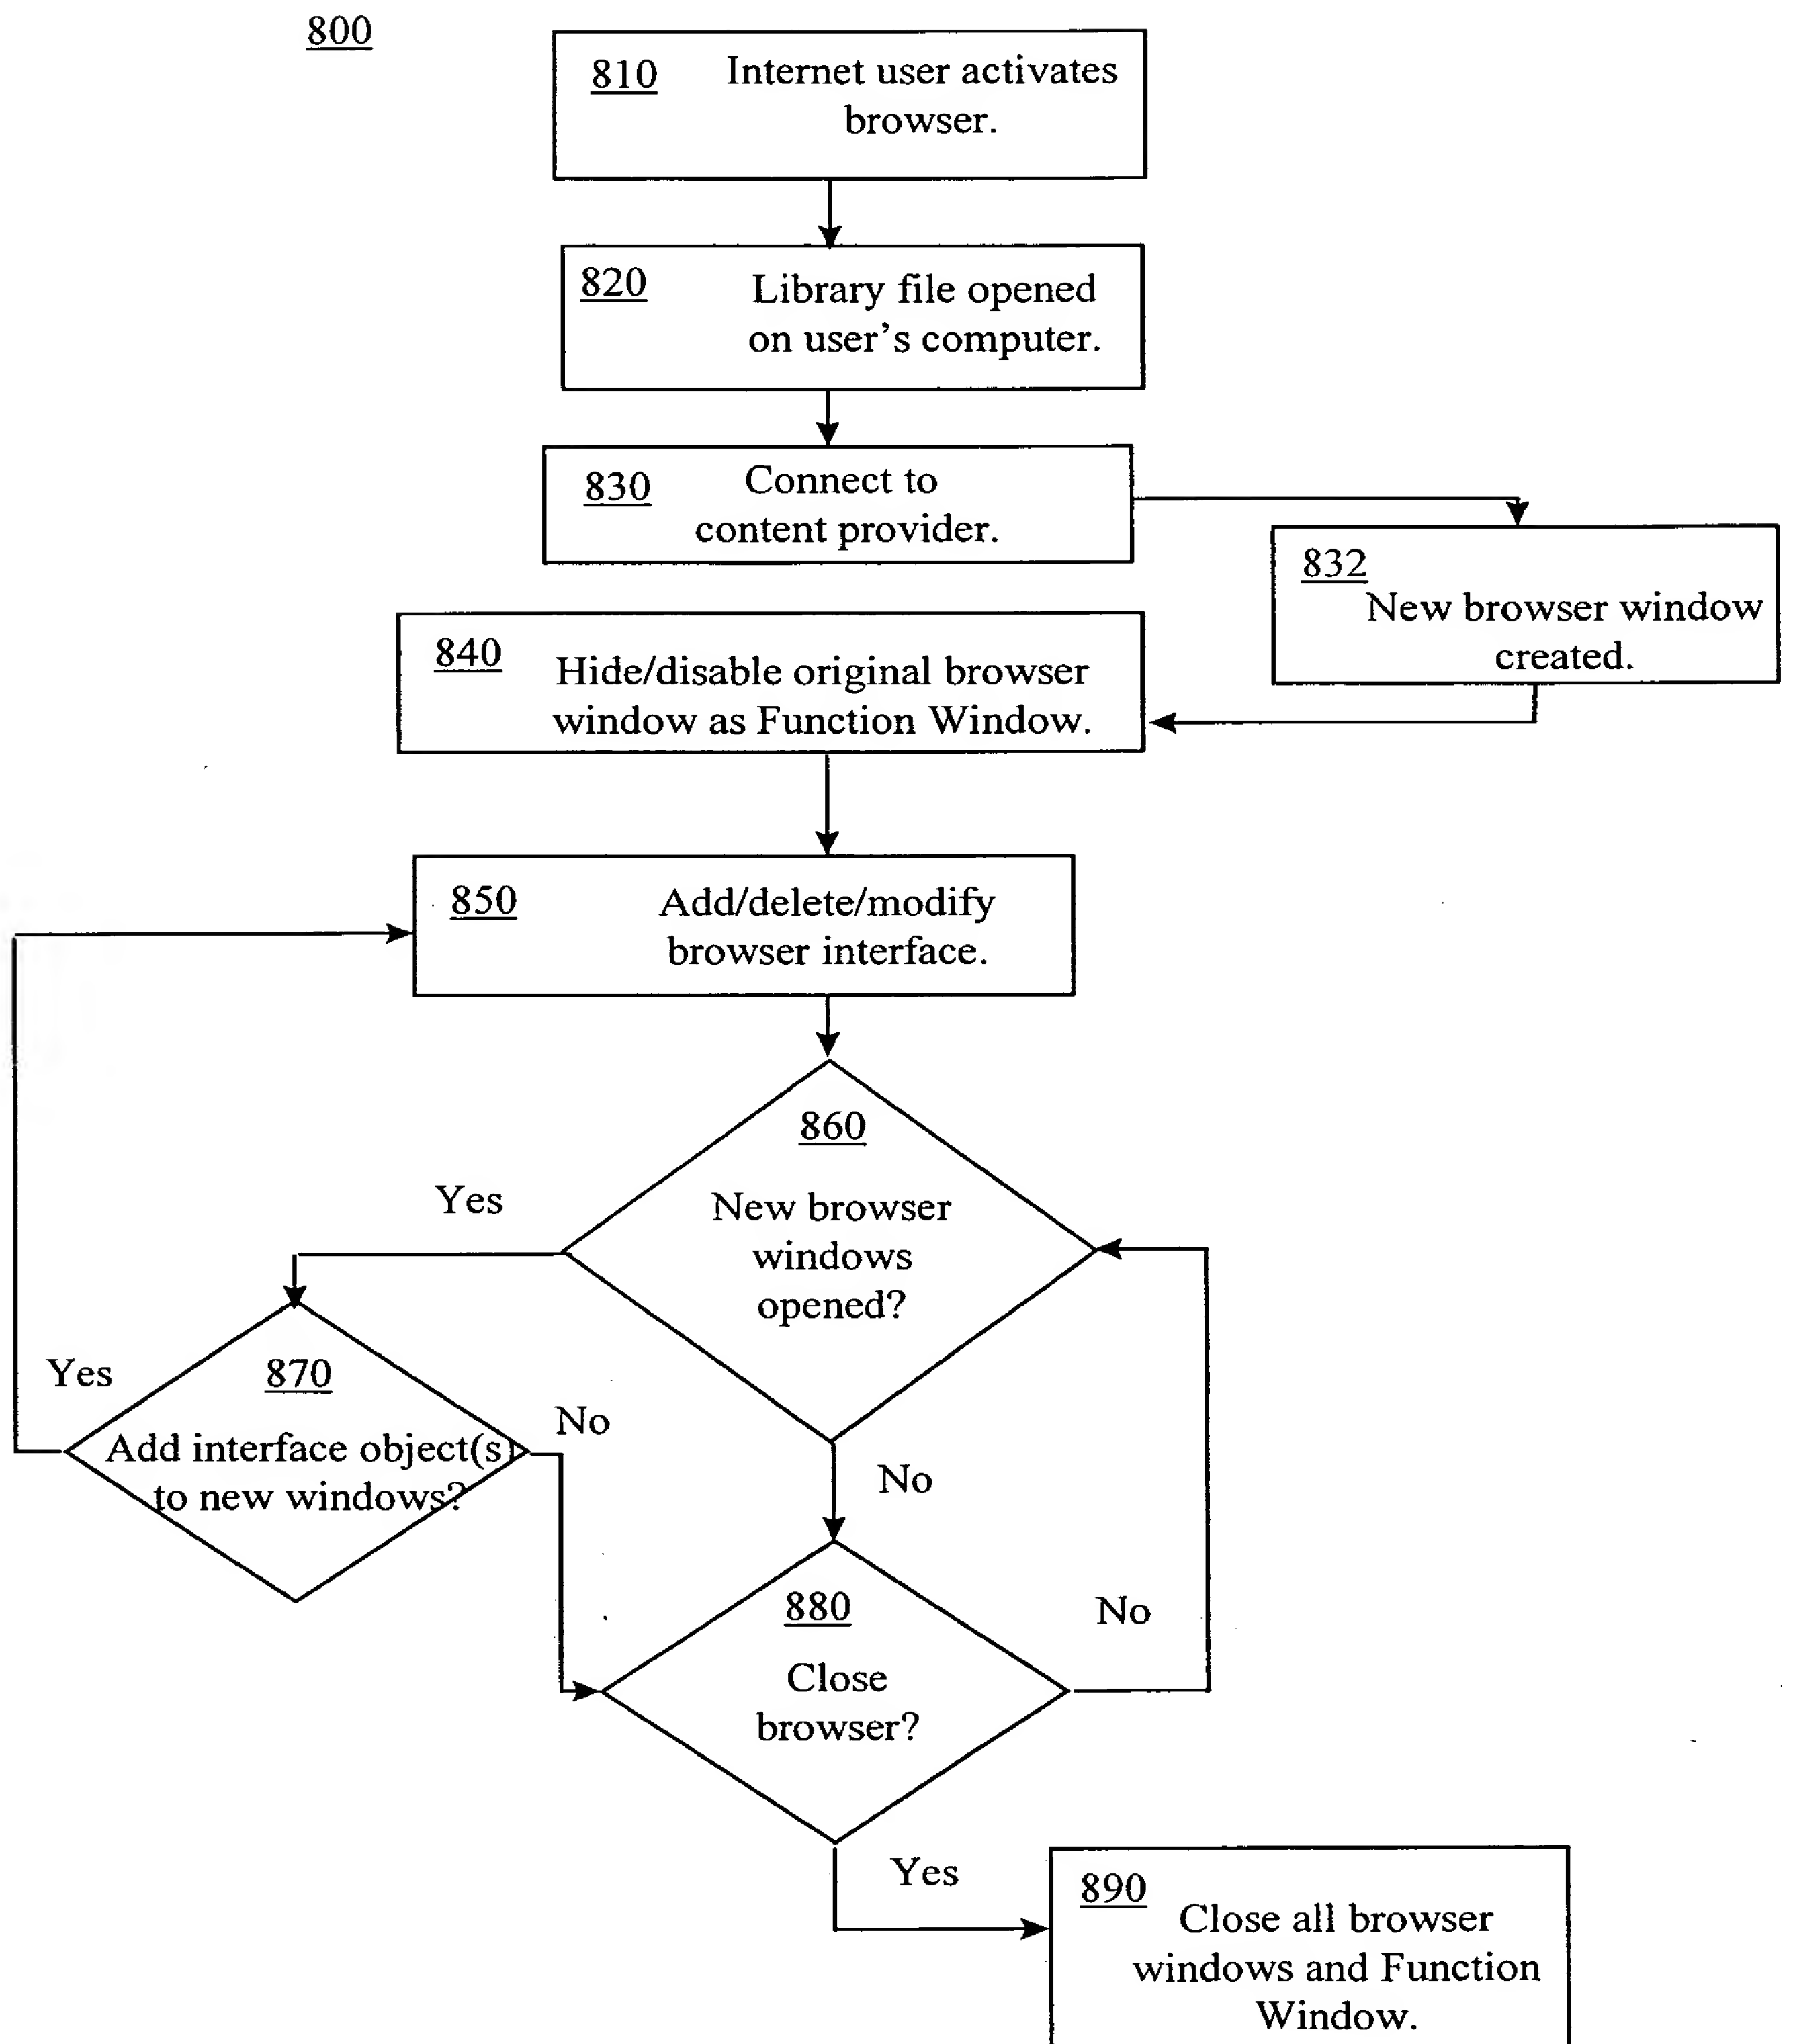 800
810 Internet user activates
browser.
820 Library file opened
on user's computer.
830 Connect to
content provider.
832
New browser window
created.
840 Hide/disable original browser
window as Function Window.
850 Add/delete/modify
browser interface.
860
Yes
New browser
windows
opened?
Yes
870
No
Add interface object(s)
to new windows?
No
880
No
Close
browser?
Yes
890
Close all browser
windows and Function
Window.